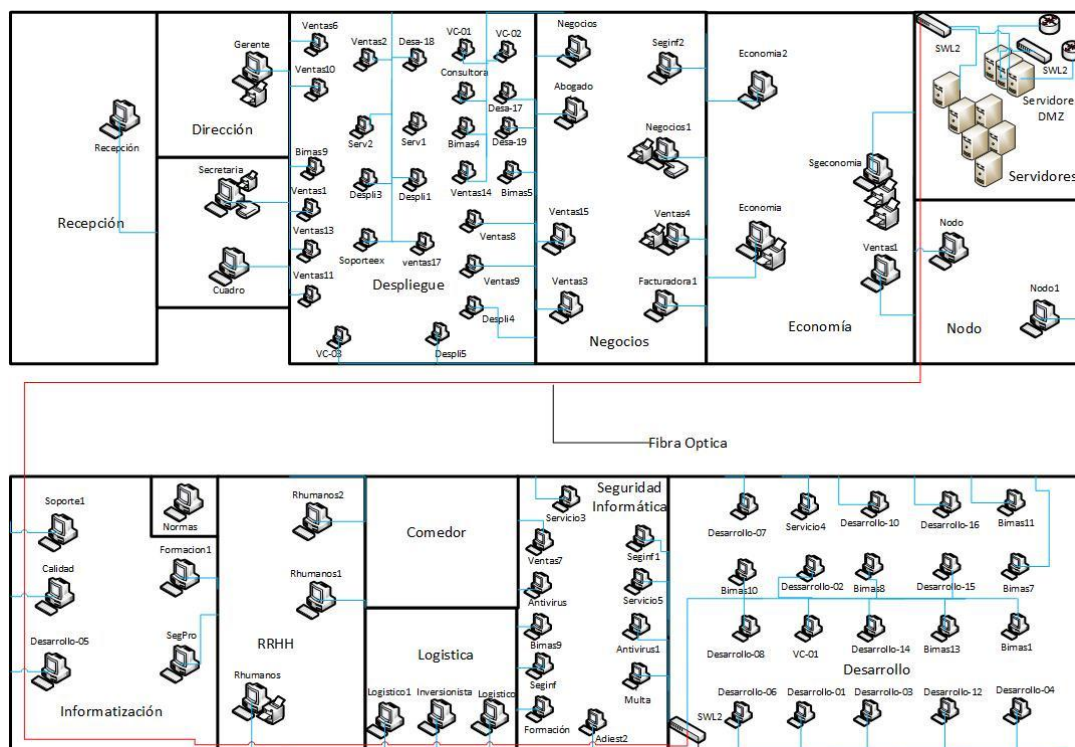 Recepción
Recepción
Gerente
Dirección
Secretaria
Cuadro
Ventas6
Ventas10
Bimas9
Ventas1
Ventas13
Ventas11
Ventas2
Desa-18
VC-01
VC-02
Consultora
Desa-17
Serv2
Serv1
Bimas4
Desa-19
Despli3
Despli1
Ventas14
Bimas5
Ventas8
Soporteex
ventas17
Despliegue
Ventas9
Despli4
VC-03
Despli5
Negocios
Seginf2
Abogado
Negocios1
Ventas15
Ventas4
Ventas3
Facturadora1
Negocios
Economia2
Sgeconomia
Economia
Ventas1
Economía
SWL2
SWL2
Servidores
DMZ
Servidores
Nodo
Nodo1
Nodo
Fibra Optica
Soporte1
Normas
Calidad
Formacion1
Desarrollo-05
SegPro
Informatización
Rhumanos2
Rhumanos1
RRHH
Rhumanos
Comedor
Logistica
Logistico1
Inversionista
Logistico
Seguridad
Informática
Servicio3
Ventas7
Seginf1
Antivirus
Servicio5
Bimas9
Antivirus1
Seginf
Multa
Formación
Adiest2
Desarrollo-07
Servicio4
Desarrollo-10
Desarrollo-16
Bimas11
Bimas10
Dessarrollo-02
Bimas8
Desarrollo-15
Bimas7
Desarrollo-08
VC-01
Desarrollo-14
Bimas13
Bimas1
Desarrollo
SWL2
Desarrollo-06
Desarrollo-01
Desarrollo-03
Desarrollo-12
Desarrollo-04